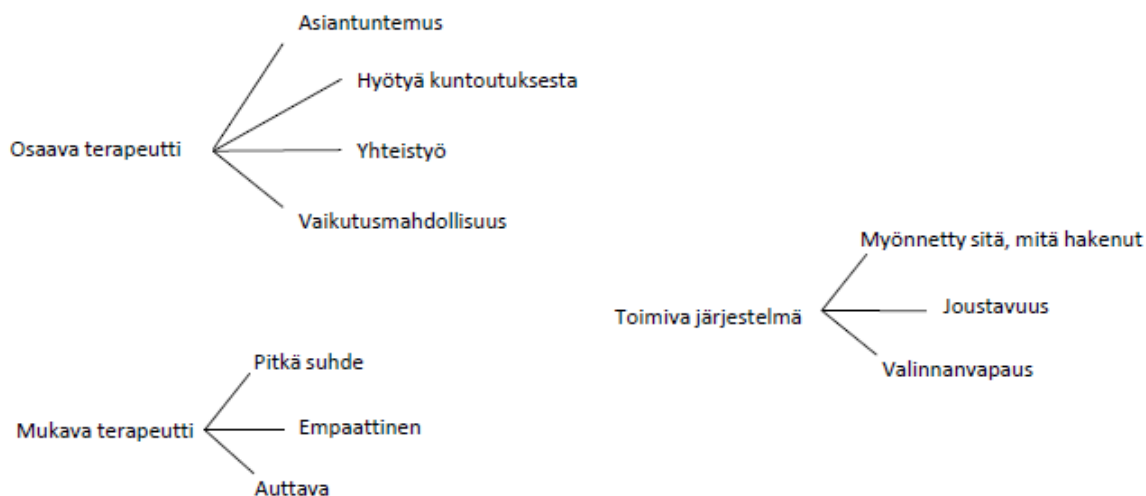 Asiantuntemus
Hyötyä kuntoutuksesta
Osaava terapeutti
Yhteistyö
Vaikutusmahdollisuus
Myönnetty sitä, mitä hakenut
Toimiva järjestelmä
Joustavuus
Valinnanvapaus
Pitkä suhde
Mukava terapeutti
Empaattinen
Auttava